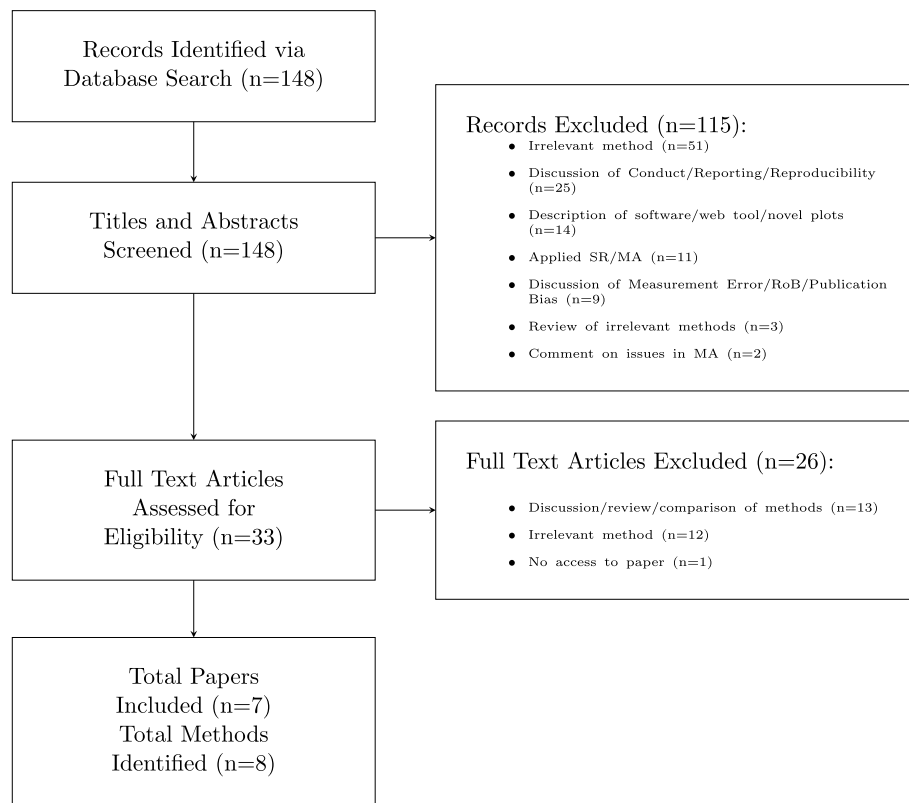 Records Identified via
Database Search (n=148)
Titles and Abstracts
Screened (n=148)
Records Excluded (n=115):
• Irrelevant method (n=51)
• Discussion of Conduct/Reporting/Reproducibility
(n=25)
• Description of software/web tool/novel plots
(n=14)
• Applied SR/MA (n=11)
• Discussion of Measurement Error/RoB/Publication
Bias (n=9)
• Review of irrelevant methods (n=3)
• Comment on issues in MA (n=2)
Full Text Articles
Assessed for
Eligibility (n=33)
Full Text Articles Excluded (n=26):
• Discussion/review/comparison of methods (n=13)
• Irrelevant method (n=12)
• No access to paper (n=1)
Total Papers
Included (n=7)
Total Methods
Identified (n=8)